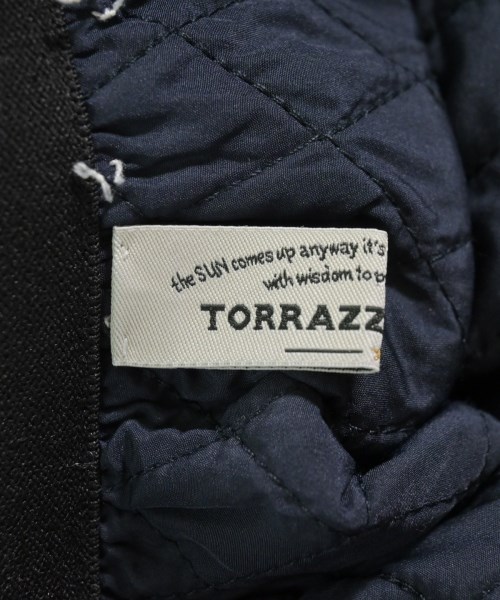 the SUN comes up anyway it's
with wisdom to
TORRAZZ